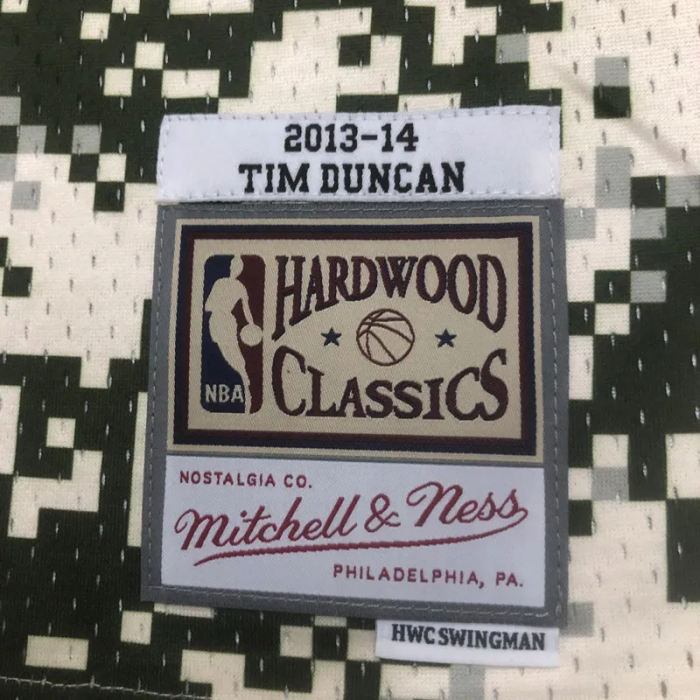 2013-14
TIM DUNCAN
HARDWOOD
CLASSICS
NBA
NOSTALGIA CO.
Mitchell & Ness
PHILADELPHIA, PA.
HWC SWINGMAN